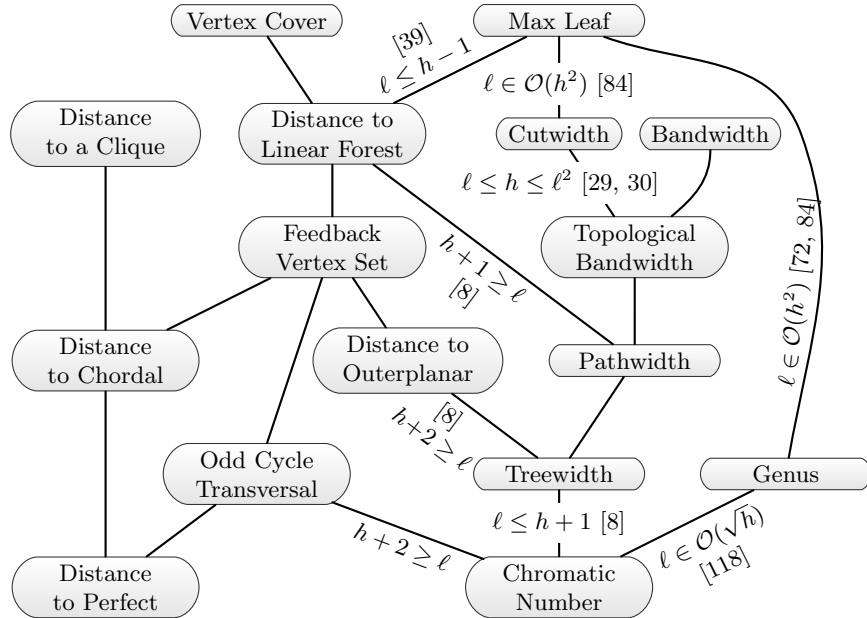 Vertex Cover
Max Leaf
[39]
ℓ ≤ h − 1
ℓ ∈ O(h²) [84]
Distance
to a Clique
Distance to
Linear Forest
Cutwidth
Bandwidth
ℓ ≤ h ≤ ℓ² [29, 30]
ℓ ∈ O(h²) [72, 84]
Feedback
Vertex Set
h + 1 ≥ ℓ
[8]
Topological
Bandwidth
Distance
to Chordal
Distance to
Outerplanar
Pathwidth
[8]
h+2 ≥ ℓ
Odd Cycle
Transversal
Treewidth
Genus
h + 2 ≥ ℓ
ℓ ≤ h + 1 [8]
ℓ ∈ O(√h)
[118]
Distance
to Perfect
Chromatic
Number